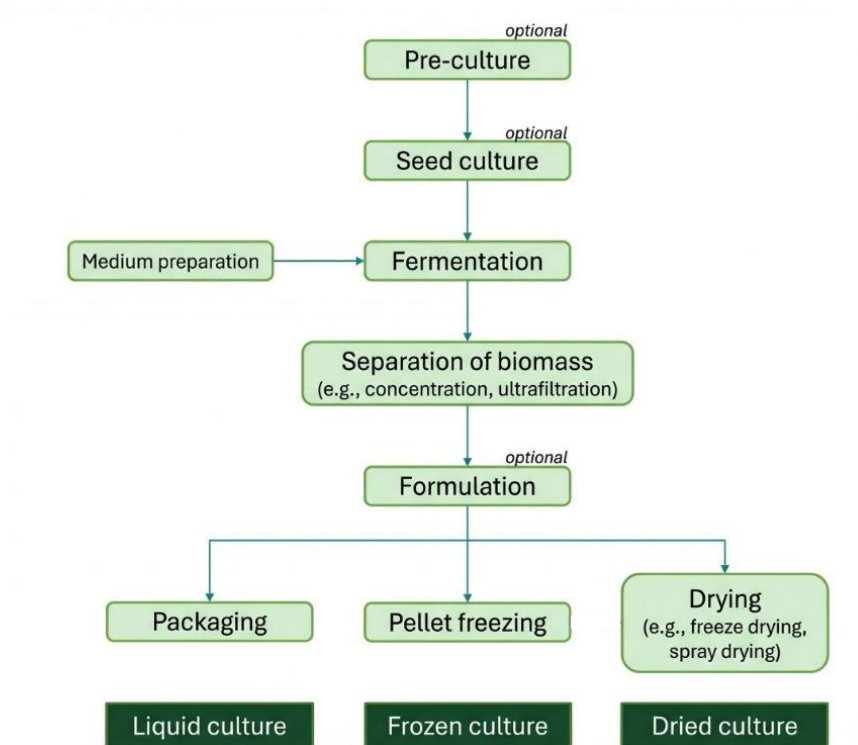 optional
Pre-culture
optional
Seed culture
Medium preparation
Fermentation
Separation of biomass
(e.g., concentration, ultrafiltration)
optional
Formulation
Packaging
Pellet freezing
Drying
(e.g., freeze drying,
spray drying)
Liquid culture
Frozen culture
Dried culture